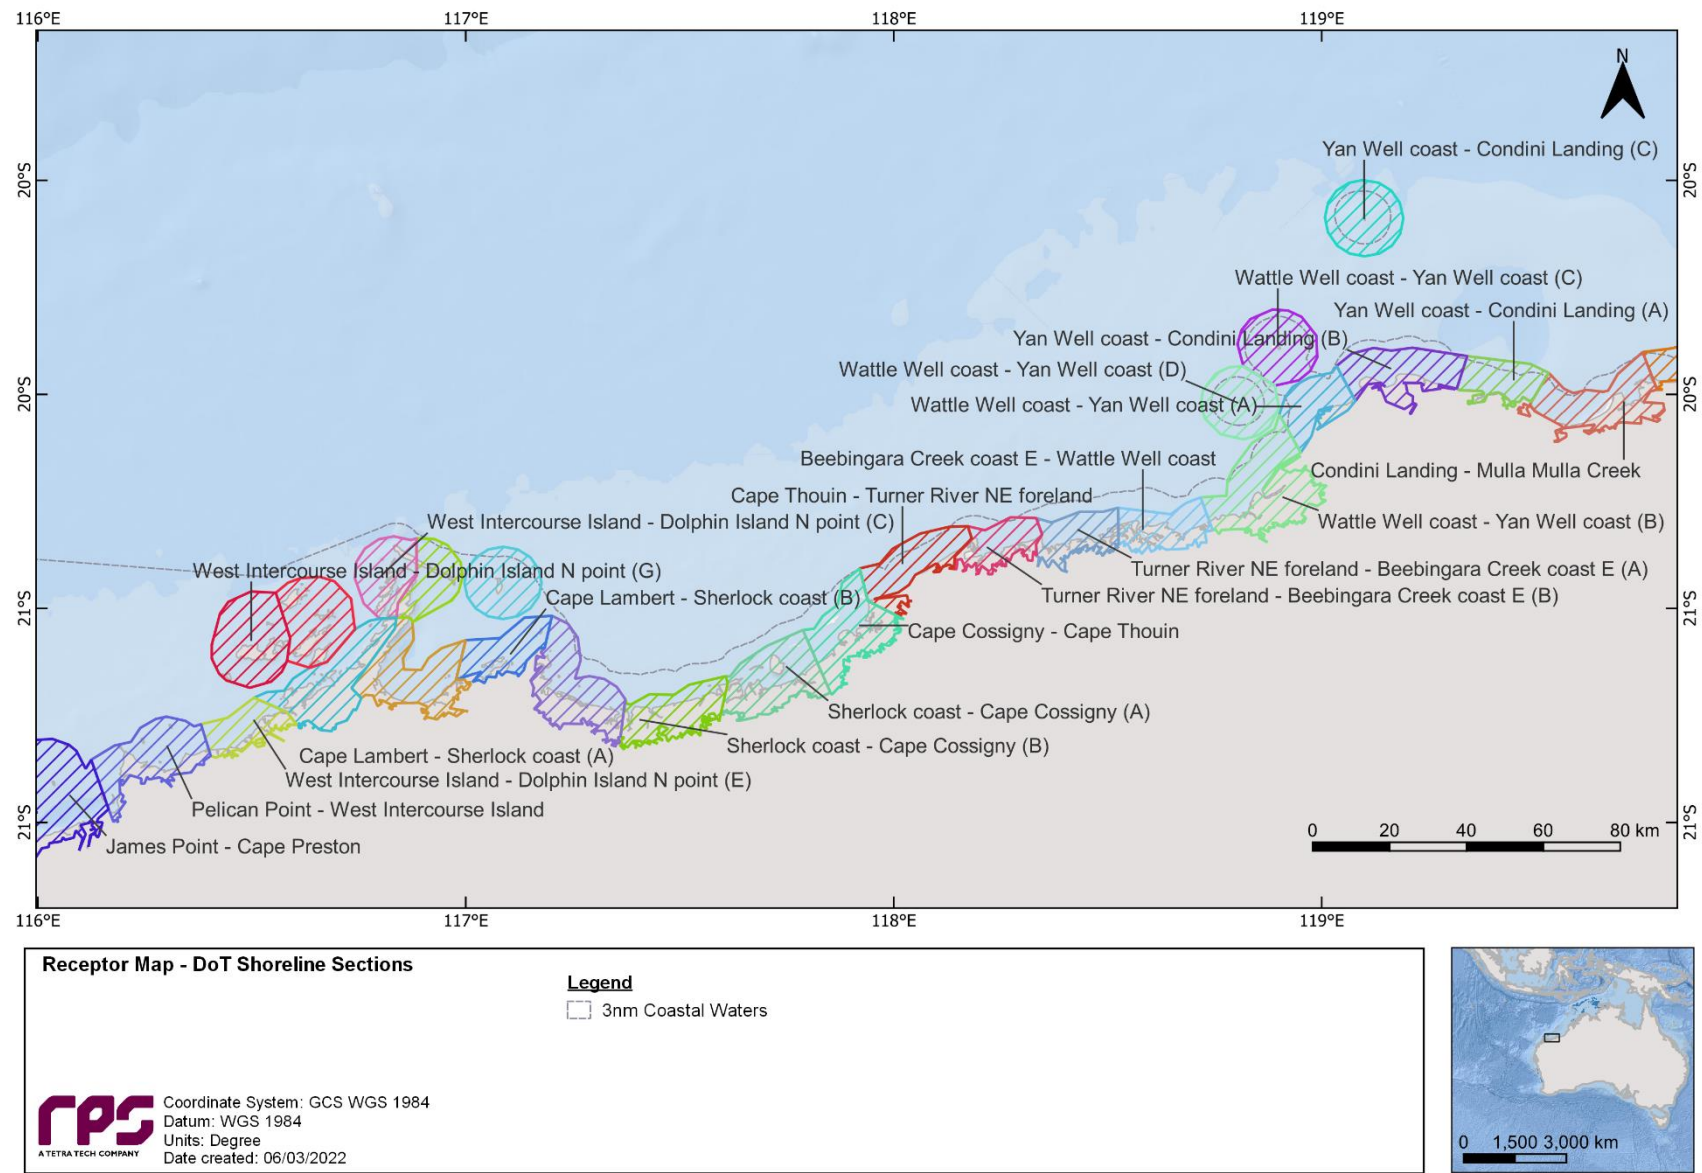 116°E 117°E 118°E 119°E
N
Yan Well coast - Condini Landing (C)
20°S 20°S
Wattle Well coast - Yan Well coast (C)
Yan Well coast - Condini Landing (A)
Yan Well coast - Condini Landing (B)
Wattle Well coast - Yan Well coast (D)
20°S 20°S
Wattle Well coast - Yan Well coast (A)
Beebingara Creek coast E - Wattle Well coast
Condini Landing - Mulla Mulla Creek
Cape Thouin - Turner River NE foreland
West Intercourse Island - Dolphin Island N point (C)
Wattle Well coast - Yan Well coast (B)
West Intercourse Island - Dolphin Island N point (G)
Turner River NE foreland - Beebingara Creek coast E (A)
Cape Lambert - Sherlock coast (B)
Turner River NE foreland - Beebingara Creek coast E (B)
21°S 21°S
Cape Cossigny - Cape Thouin
Sherlock coast - Cape Cossigny (A)
Sherlock coast - Cape Cossigny (B)
Cape Lambert - Sherlock coast (A)
West Intercourse Island - Dolphin Island N point (E)
Pelican Point - West Intercourse Island
21°S 21°S
0 20 40 60 80 km
James Point - Cape Preston
116°E 117°E 118°E 119°E
Receptor Map - DoT Shoreline Sections
Legend
3nm Coastal Waters
rps
A TETRA TECH COMPANY
Coordinate System: GCS WGS 1984
Datum: WGS 1984
Units: Degree
Date created: 06/03/2022
0 1,500 3,000 km